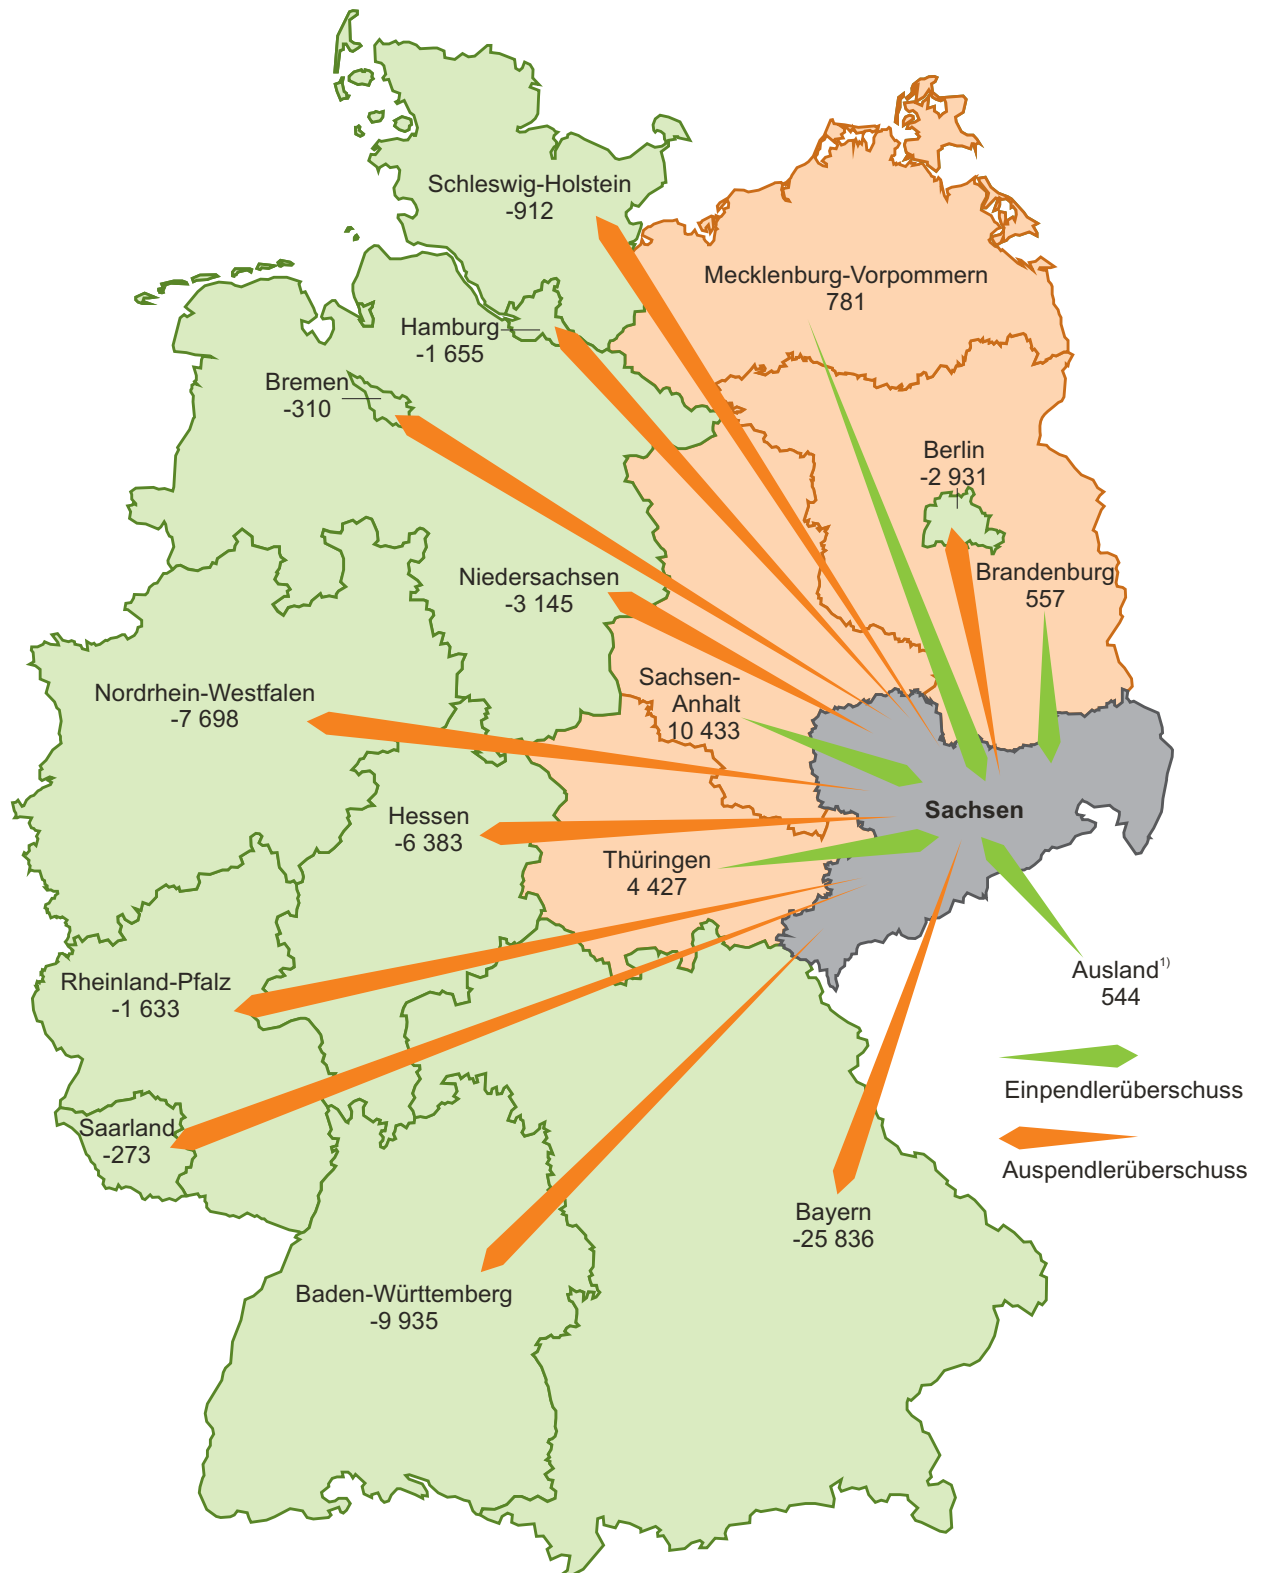 Schleswig-Holstein
-912
Mecklenburg-Vorpommern
781
Hamburg
-1 655
Bremen
-310
Berlin
-2 931
Niedersachsen
-3 145
Brandenburg
557
Sachsen-
Anhalt
10 433
Nordrhein-Westfalen
-7 698
Sachsen
Hessen
-6 383
Thüringen
4 427
Ausland¹⁾
544
Rheinland-Pfalz
-1 633
Einpendlerüberschuss
Saarland
-273
Auspendlerüberschuss
Bayern
-25 836
Baden-Württemberg
-9 935